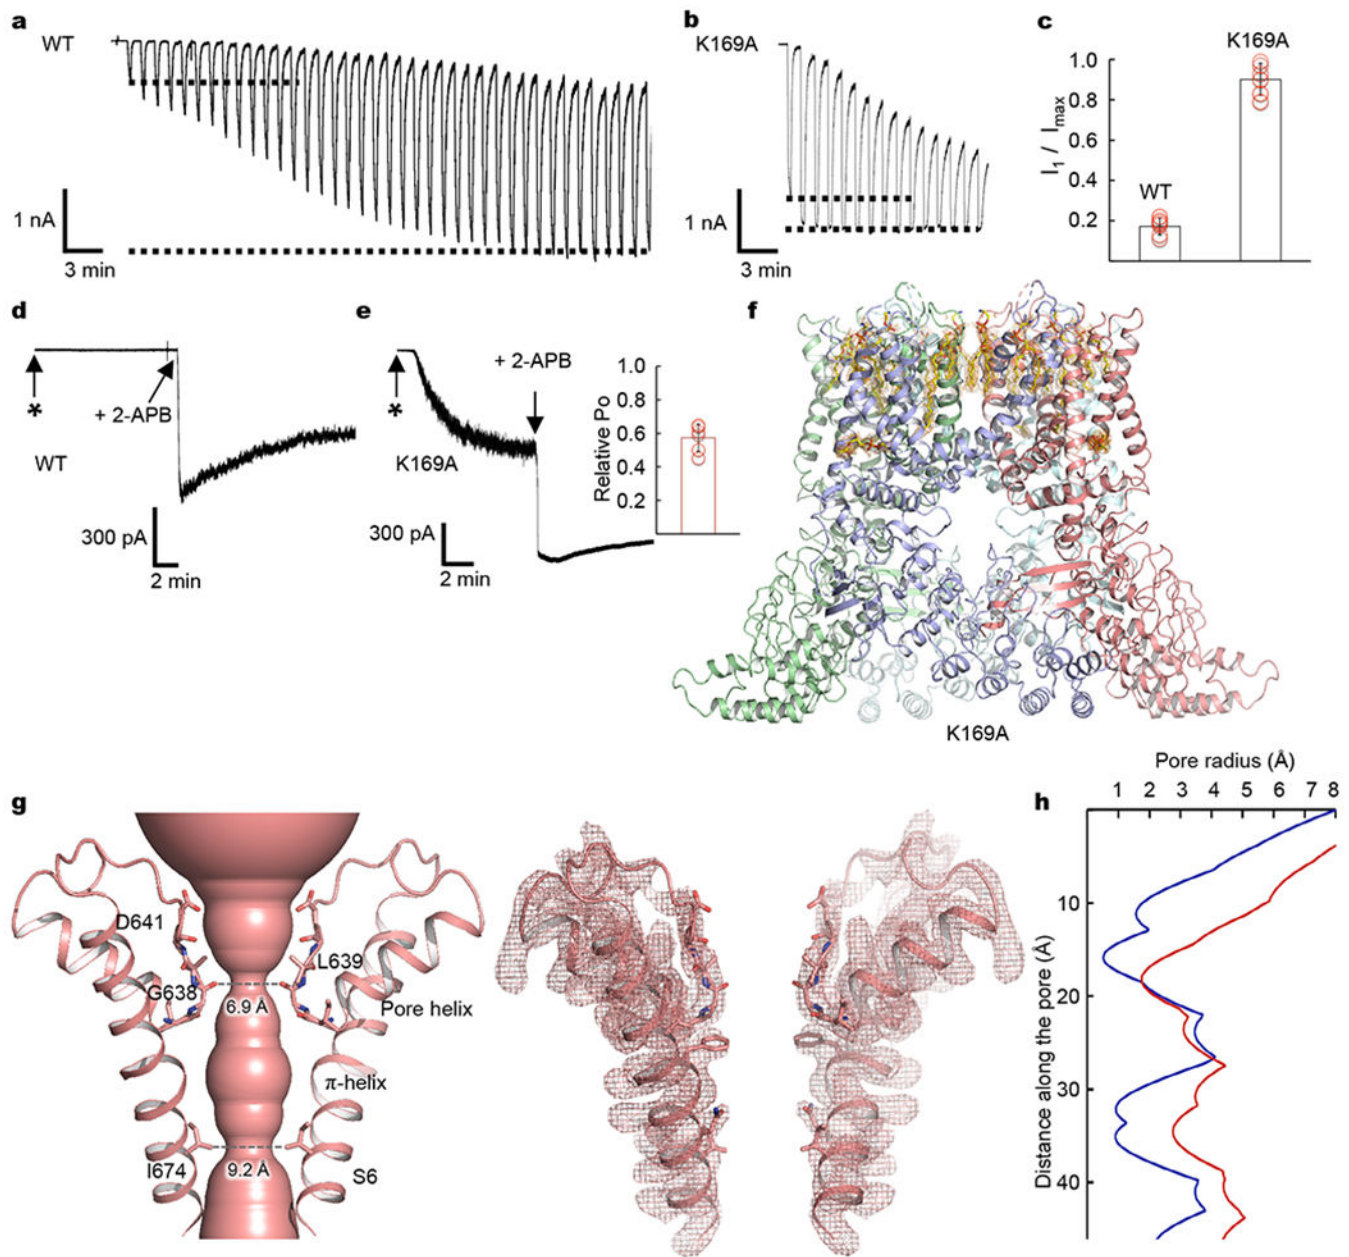 a
WT
1 nA
3 min
b
K169A
1 nA
3 min
c
K169A
WT
I1 / Imax
1.0
0.8
0.6
0.4
0.2
d
*
+ 2-APB
WT
300 pA
2 min
e
*
+ 2-APB
K169A
300 pA
2 min
Relative Po
1.0
0.8
0.6
0.4
0.2
f
K169A
g
D641
L639
G638
6.9 Å
Pore helix
π-helix
I674
9.2 Å
S6
h
Pore radius (Å)
1 2 3 4 5 6 7 8
Distance along the pore (Å)
10
20
30
40